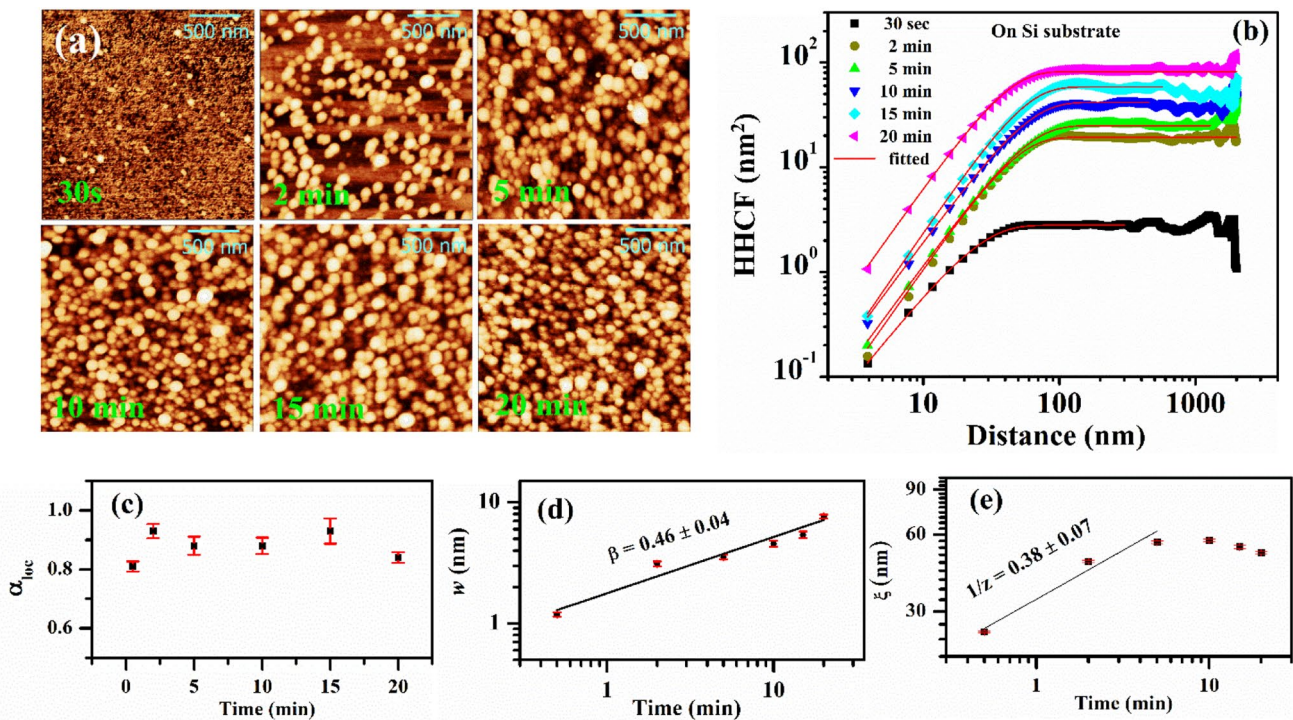 (a)
500 nm
500 nm
500 nm
30s
2 min
5 min
500 nm
500 nm
500 nm
10 min
15 min
20 min
(b)
On Si substrate
30 sec
2 min
5 min
10 min
15 min
20 min
fitted
HHCF (nm²)
10²
10¹
10⁰
10⁻¹
10
100
1000
Distance (nm)
(c)
α_loc
1.0
0.8
0.6
0
5
10
15
20
Time (min)
(d)
β = 0.46 ± 0.04
w (nm)
10
1
1
10
Time (min)
(e)
1/z = 0.38 ± 0.07
ξ (nm)
90
60
30
1
10
Time (min)